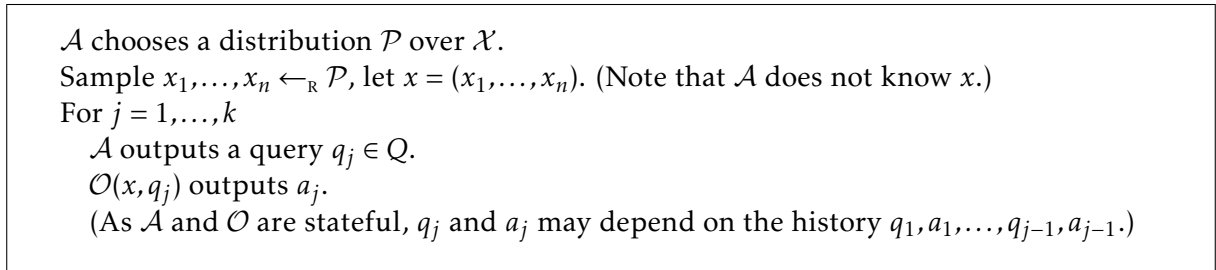 𝒜 chooses a distribution 𝒫 over 𝒳.
Sample x₁,...,xₙ ←ᵣ 𝒫, let x = (x₁,...,xₙ). (Note that 𝒜 does not know x.)
For j = 1,...,k
𝒜 outputs a query qⱼ ∈ Q.
𝒪(x,qⱼ) outputs aⱼ.
(As 𝒜 and 𝒪 are stateful, qⱼ and aⱼ may depend on the history q₁,a₁,...,qⱼ₋₁,aⱼ₋₁.)